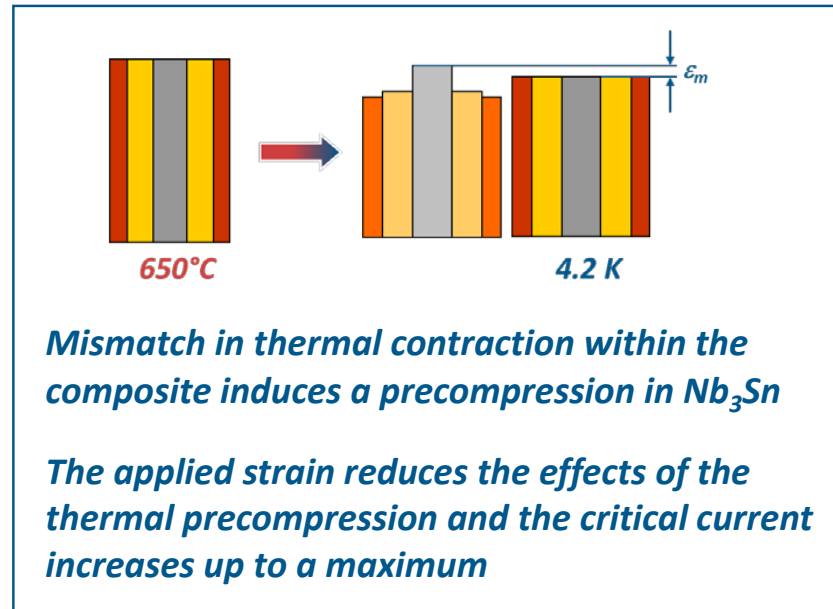 εm
650°C
4.2 K
Mismatch in thermal contraction within the
composite induces a precompression in Nb3Sn
The applied strain reduces the effects of the
thermal precompression and the critical current
increases up to a maximum